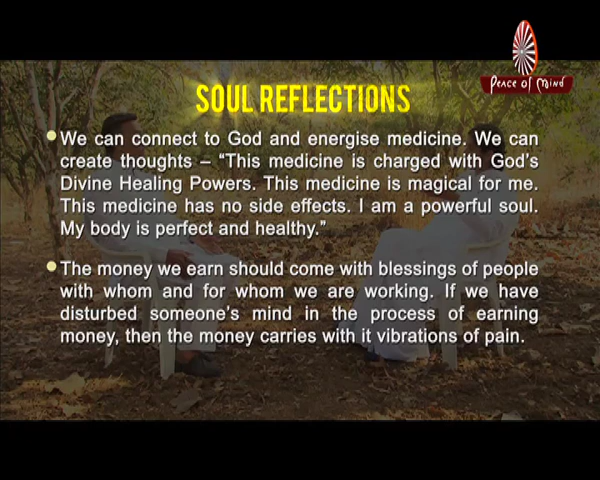 Peace of Mind
SOUL REFLECTIONS
We can connect to God and energise medicine. We can
create thoughts – “This medicine is charged with God’s
Divine Healing Powers. This medicine is magical for me.
This medicine has no side effects. I am a powerful soul.
My body is perfect and healthy.”
The money we earn should come with blessings of people
with whom and for whom we are working. If we have
disturbed someone’s mind in the process of earning
money, then the money carries with it vibrations of pain.